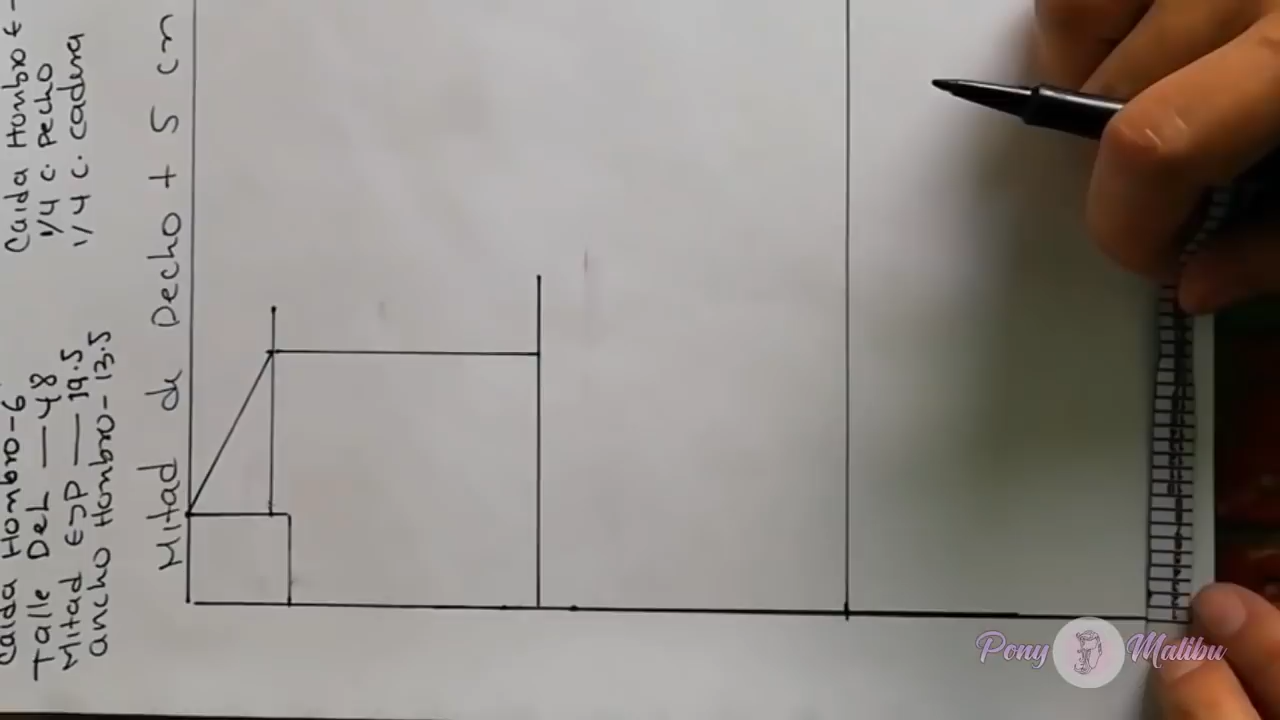 Caida Hombro-6
Talle Del — 48
Mitad ESP — 19.5
ancho Hombro-13.5
Caida Hombro E-
1/4 C. Pecho
1/4 C. cadera
Mitad de Pecho + 5 cm
Pony Malibu